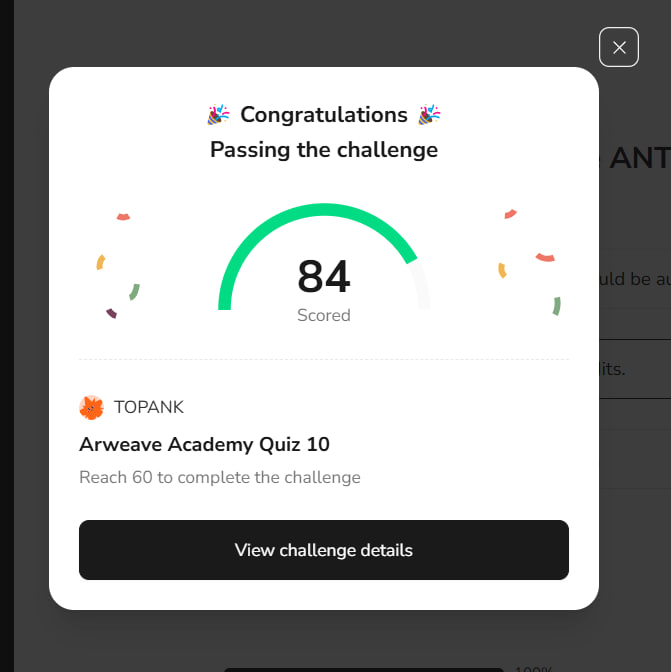 Congratulations
Passing the challenge
ANT
84
Scored
uld be au
its.
TOPANK
Arweave Academy Quiz 10
Reach 60 to complete the challenge
View challenge details
100%